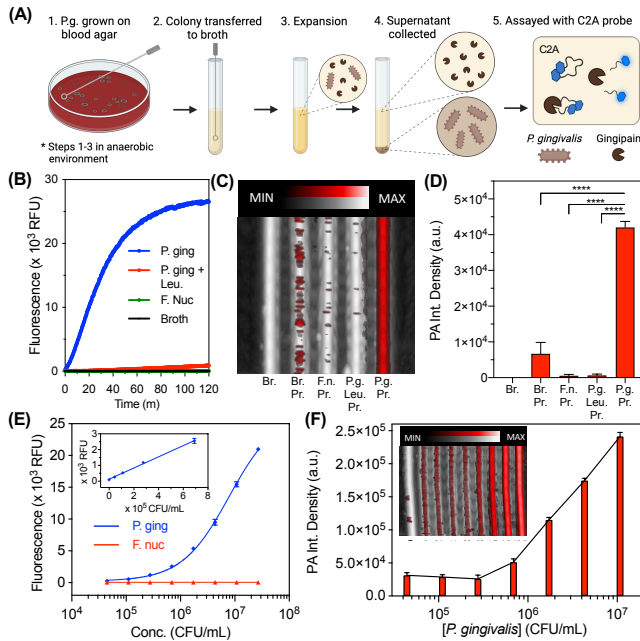 (A)
1. P.g. grown on
blood agar
2. Colony transferred
to broth
3. Expansion
4. Supernatant
collected
5. Assayed with C2A probe
C2A
* Steps 1-3 in anaerobic
environment
P. gingivalis
Gingipain
(B)
Fluorescence (x 10³ RFU)
30
20
10
0
P. ging
P. ging +
Leu.
F. Nuc
Broth
0 20 40 60 80 100 120
Time (m)
(C)
MIN
MAX
Br.
Br.
Pr.
F.n.
Pr.
P.g.
Leu.
Pr.
P.g.
Pr.
(D)
PA Int. Density (a.u.)
5×10⁴
4×10⁴
3×10⁴
2×10⁴
1×10⁴
0
****
****
****
Br.
Br.
Pr.
F.n.
Pr.
P.g.
Leu.
Pr.
P.g.
Pr.
(E)
Fluorescence (x 10³ RFU)
25
20
15
10
5
0
x 10³ RFU
3
2
1
0
0 2 4 6 8
x 10⁵ CFU/mL
P. ging
F. nuc
10⁴ 10⁵ 10⁶ 10⁷ 10⁸
Conc. (CFU/mL)
(F)
PA Int. Density (a.u.)
2.5×10⁵
2.0×10⁵
1.5×10⁵
1.0×10⁵
5.0×10⁴
0.0
MIN
MAX
10⁵ 10⁶ 10⁷
[P. gingivalis] (CFU/mL)